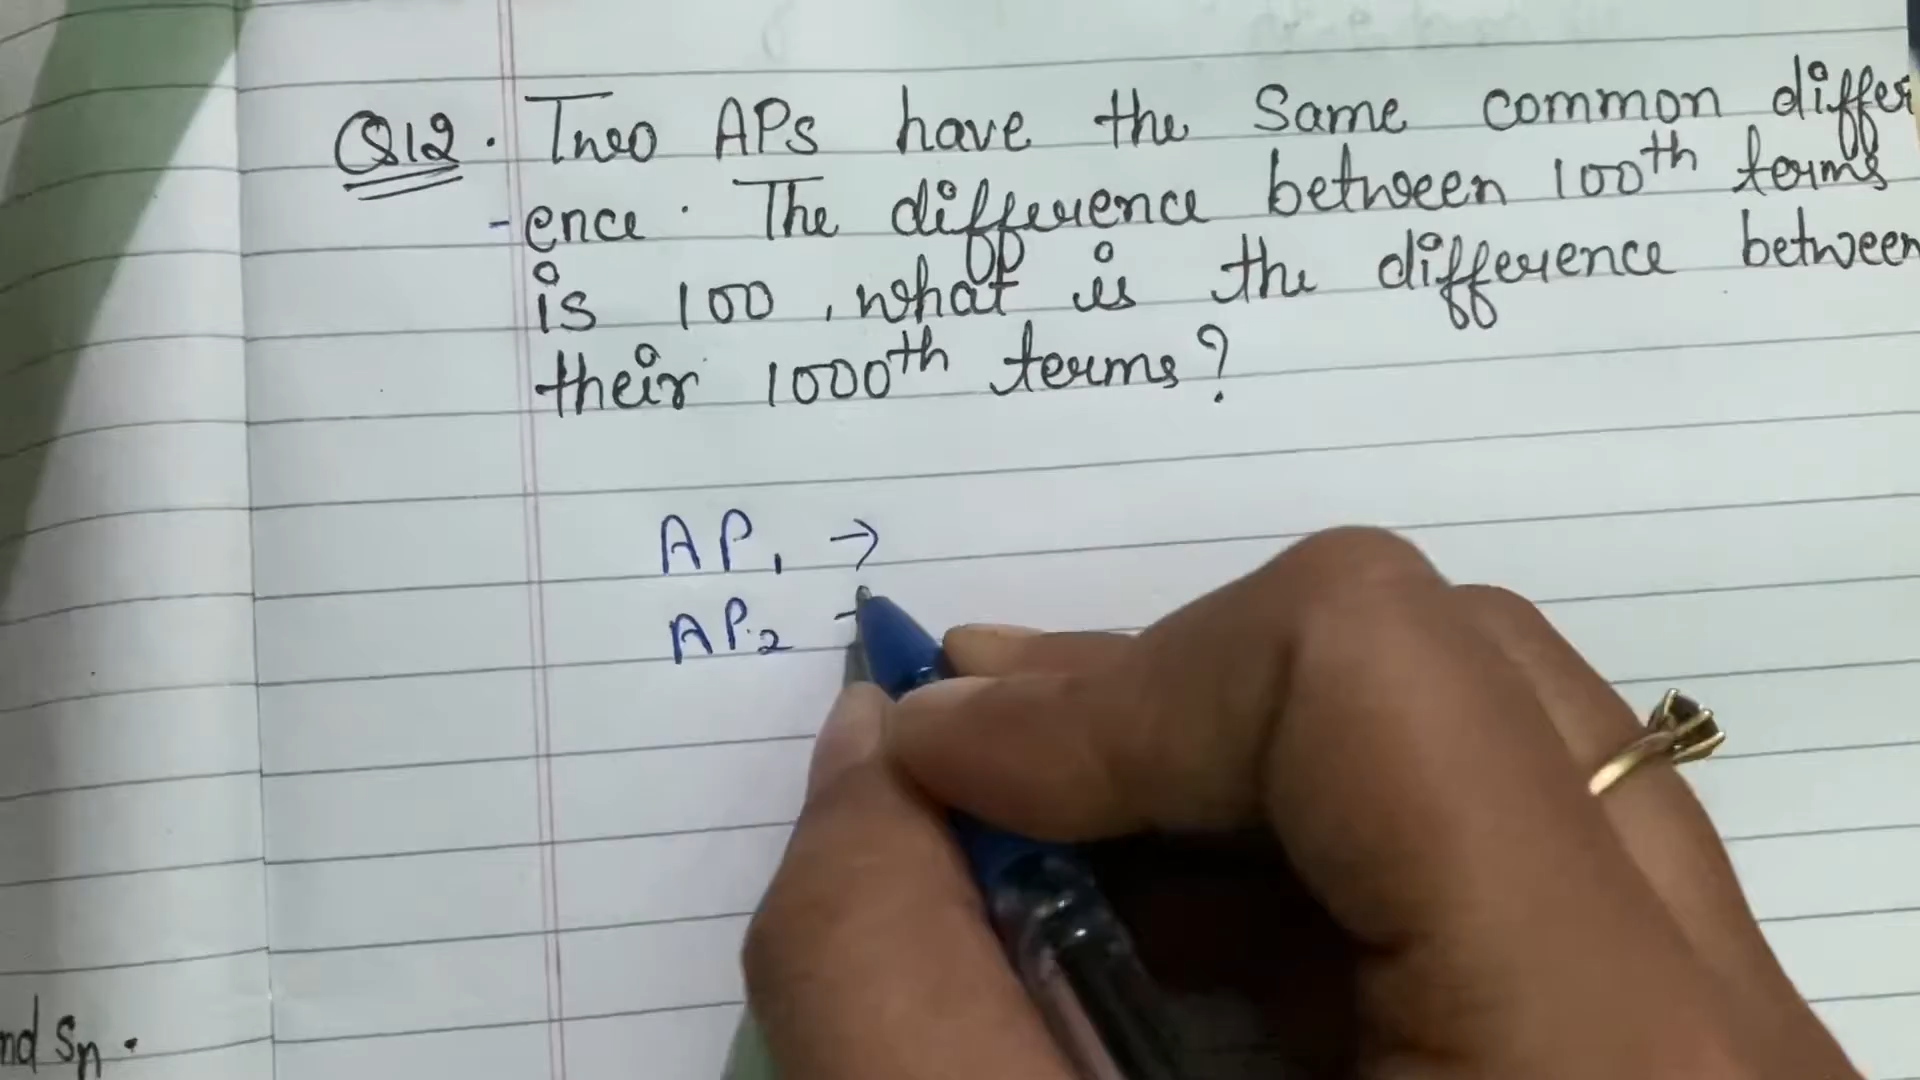 Q12. Two APs have the Same common differ
-ence. The difference between 100th terms
is 100, what is the difference between
their 1000th terms?
AP1 →
AP2
nd Sn.